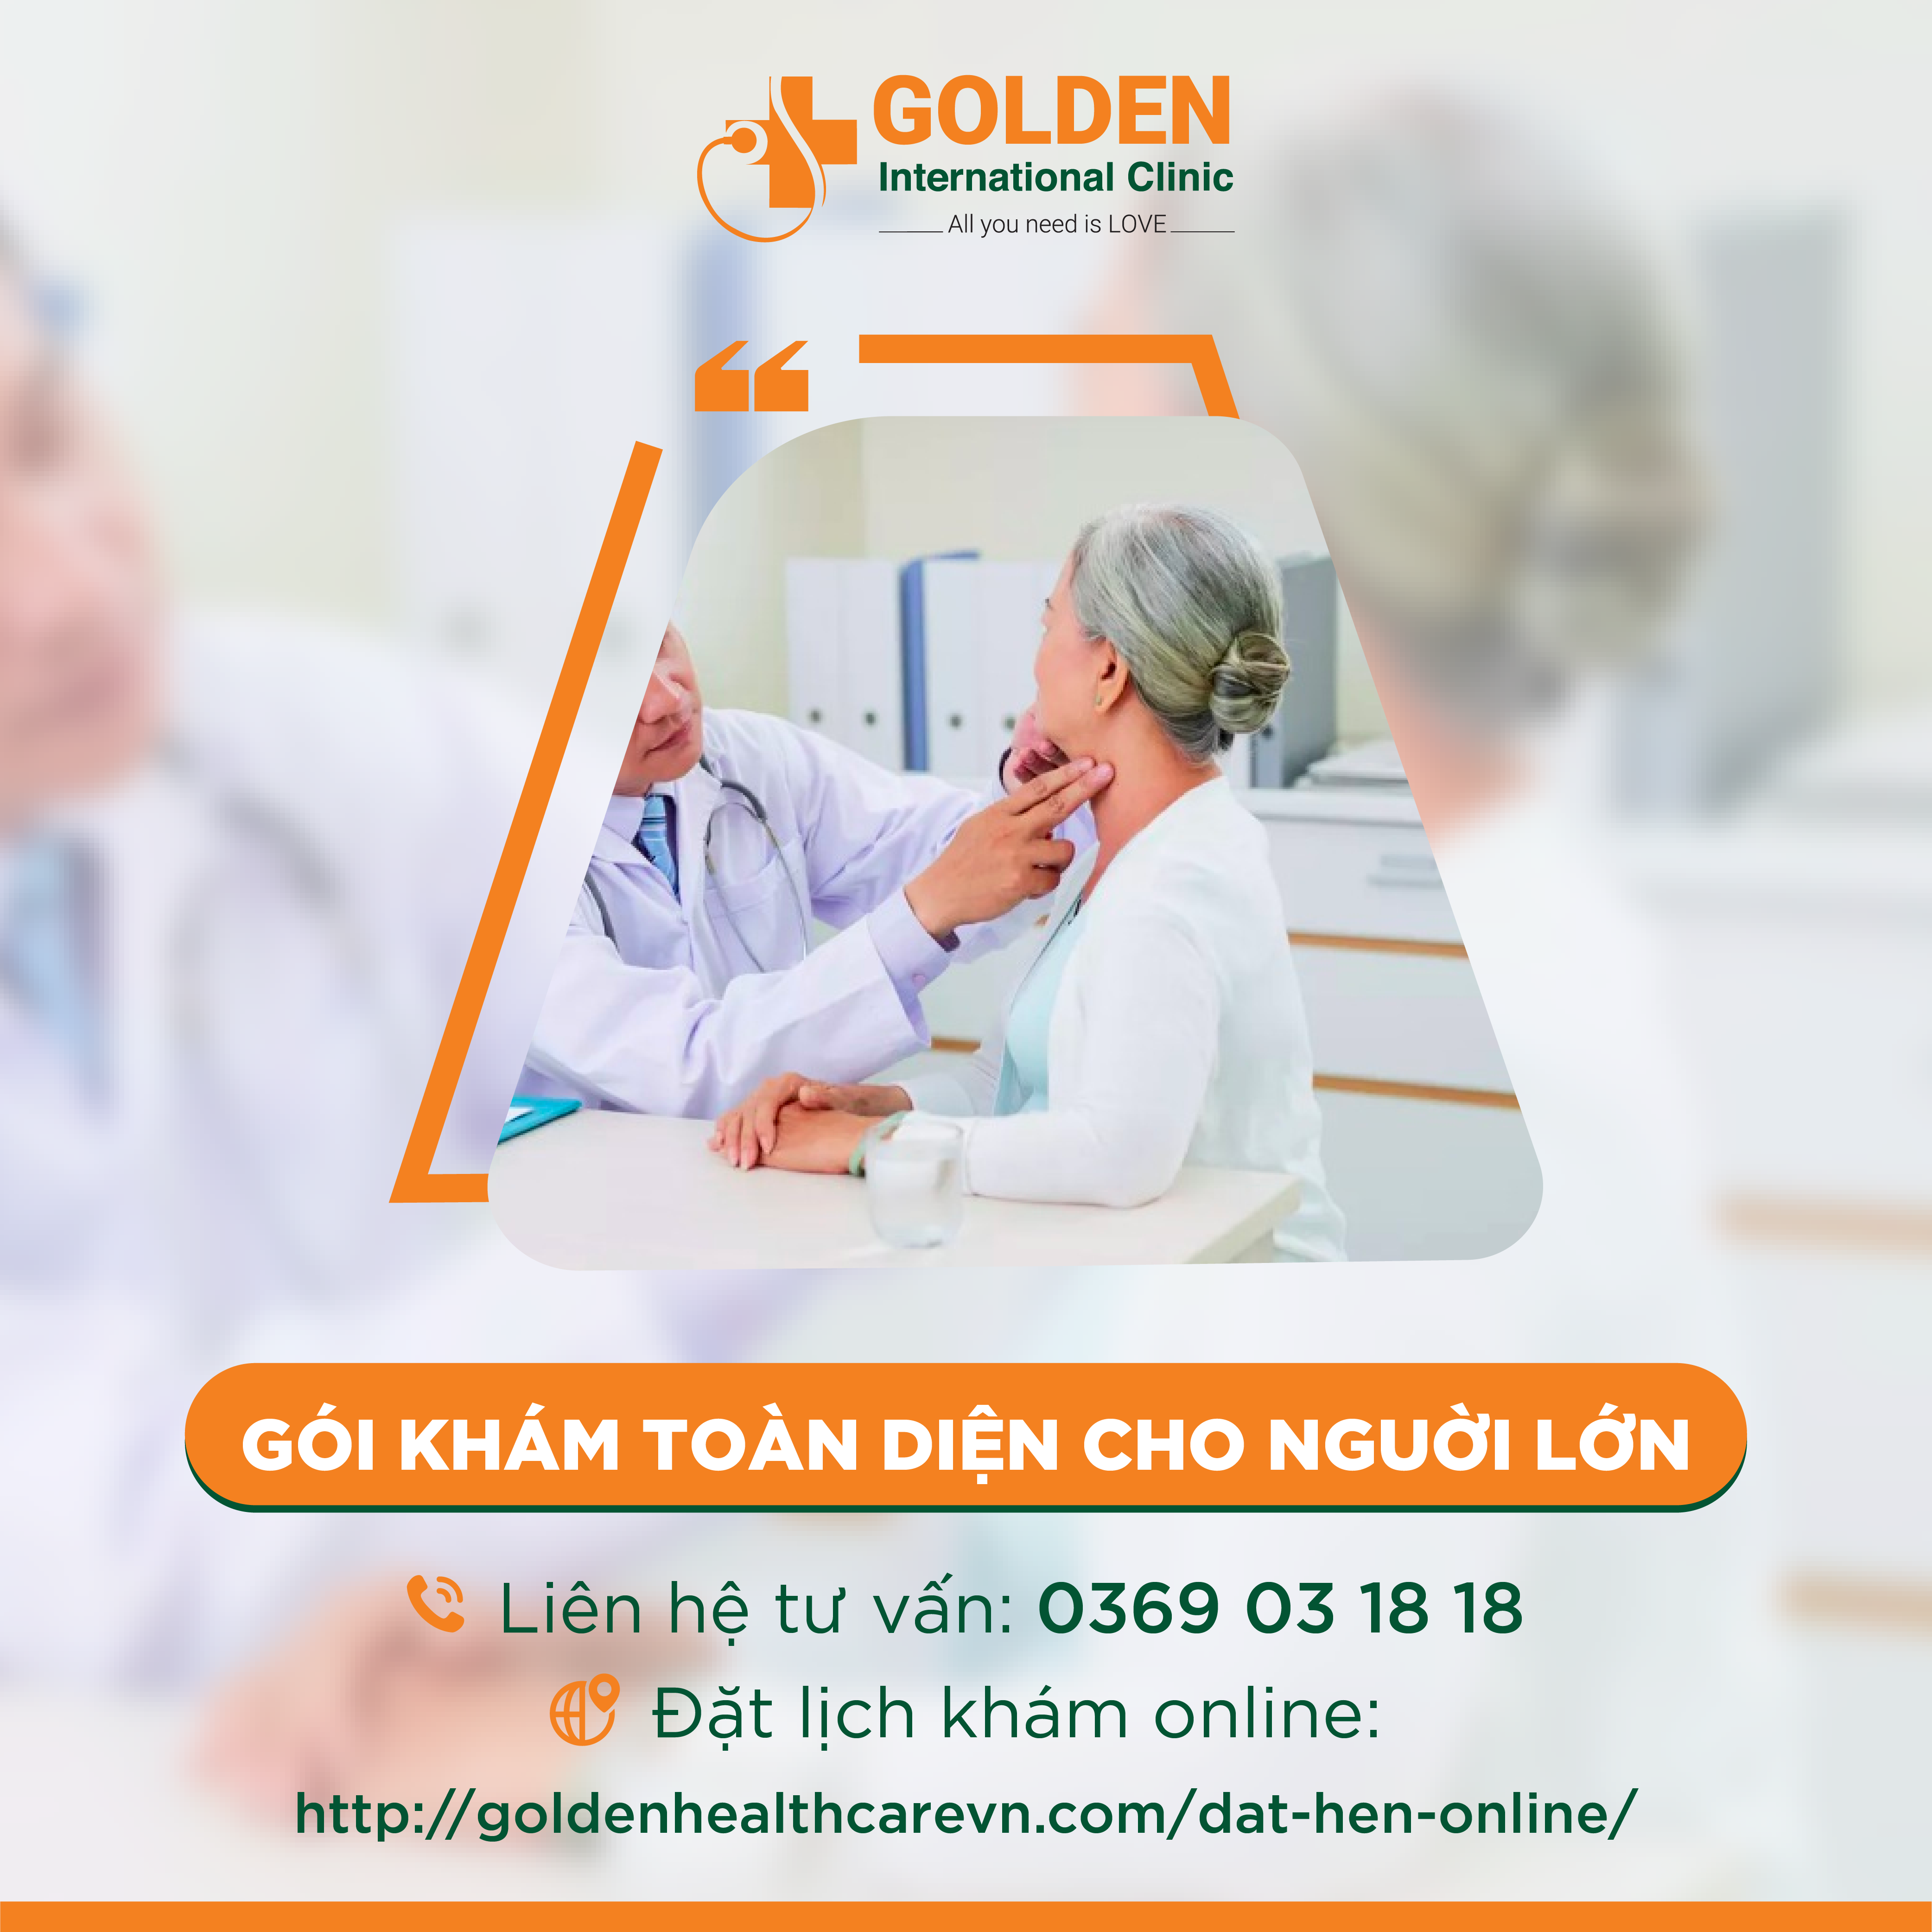 GOLDEN
International Clinic
All you need is LOVE
GÓI KHÁM TOÀN DIỆN CHO NGUỜI LỚN
Liên hệ tư vấn: 0369 03 18 18
Đặt lịch khám online:
http://goldenhealthcarevn.com/dat-hen-online/